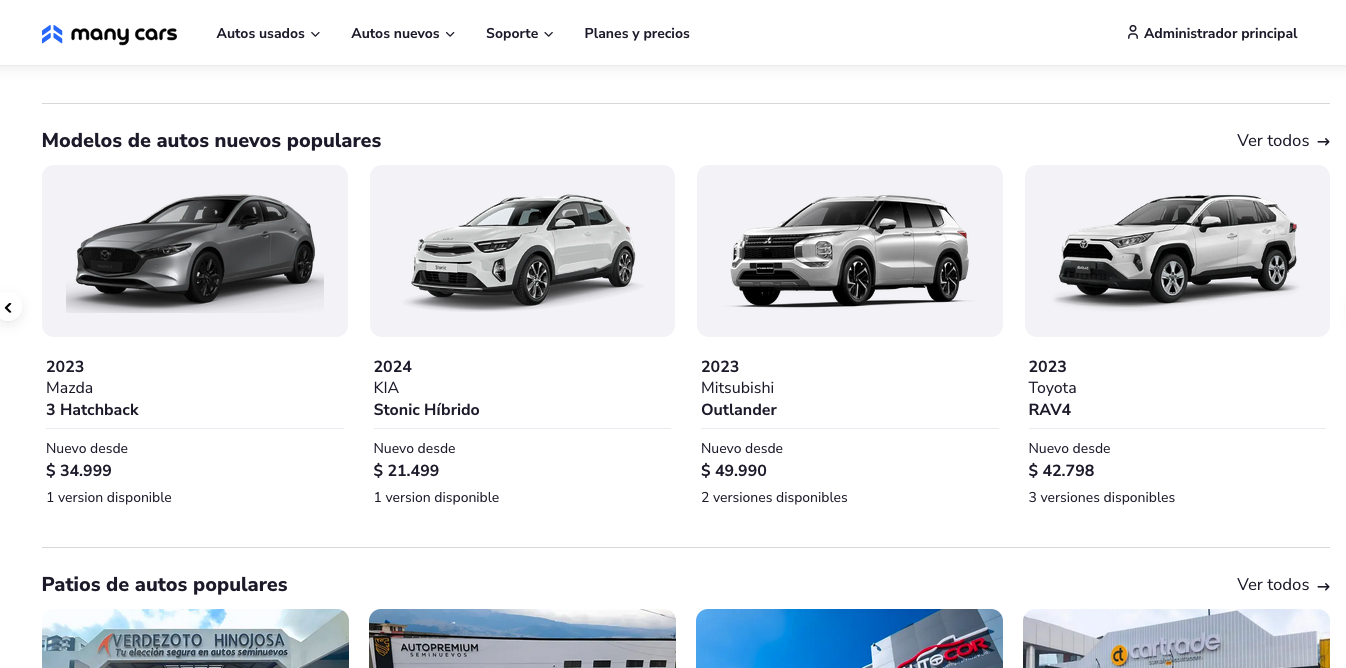 many cars
Autos usados
Autos nuevos
Soporte
Planes y precios
Administrador principal
Modelos de autos nuevos populares
Ver todos →
2023
Mazda
3 Hatchback
Nuevo desde
$ 34.999
1 version disponible
2024
KIA
Stonic Híbrido
Nuevo desde
$ 21.499
1 version disponible
2023
Mitsubishi
Outlander
Nuevo desde
$ 49.990
2 versiones disponibles
2023
Toyota
RAV4
Nuevo desde
$ 42.798
3 versiones disponibles
Patios de autos populares
Ver todos →
VERDEZOTO HINOJOSA
Tu elección segura en autos seminuevos
AUTOPREMIUM
SEMINUEVOS
AUTOCOR
ct cartrade